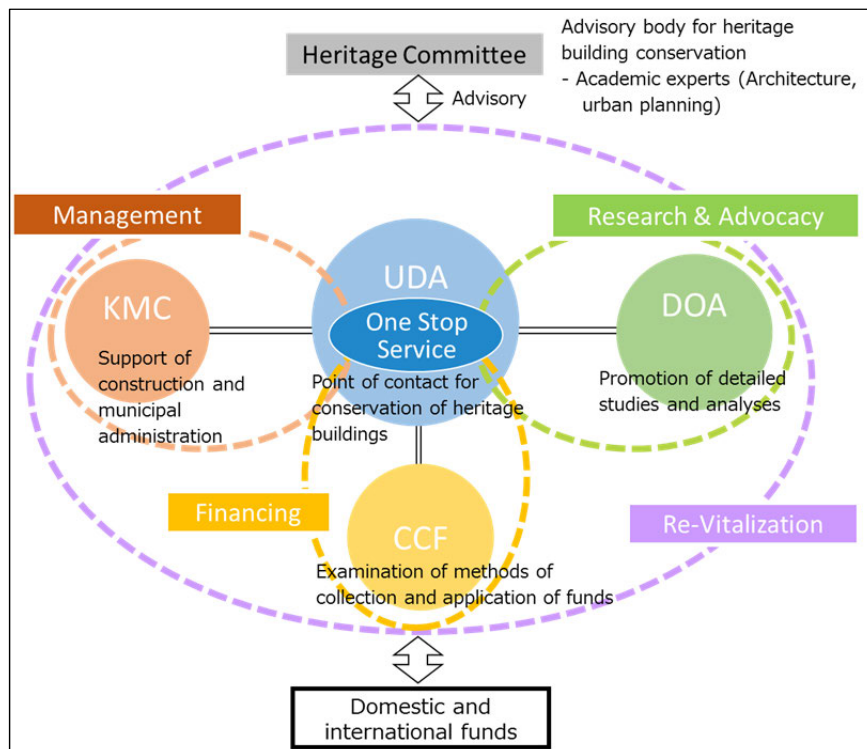 Heritage Committee
Advisory body for heritage
building conservation
- Academic experts (Architecture,
urban planning)
Advisory
Management
Research & Advocacy
UDA
KMC
DOA
One Stop
Service
Support of
construction and
municipal
administration
Point of contact for
conservation of heritage
buildings
Promotion of detailed
studies and analyses
Financing
Re-Vitalization
CCF
Examination of methods of
collection and application of funds
Domestic and
international funds